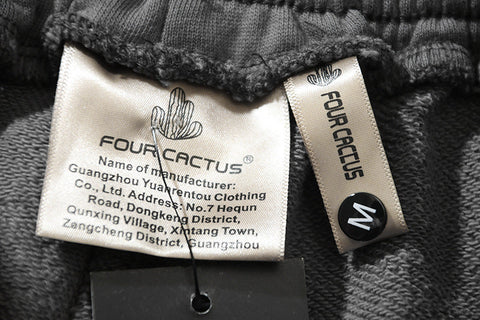 FOUR CACTUS®
Name of manufacturer:
Guangzhou Yuanrentou Clothing
Co., Ltd. Address: No.7 Hequn
Road, Dongkeng District,
Qunxing Village, Xintang Town,
Zengcheng District, Guangzhou
FOUR CACTUS
M